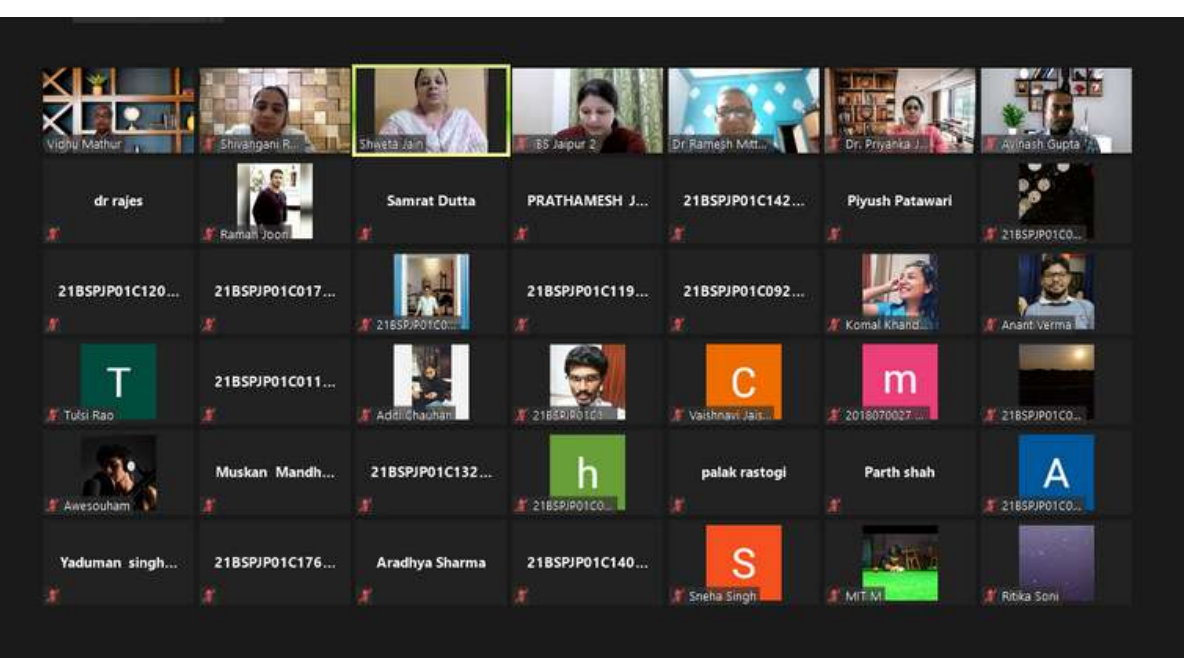 Vidhu Mathur
Shivangani R...
Shweta Jain
IBS Jaipur 2
Dr Ramesh Mitt...
Dr. Priyanka J...
Avinash Gupta
dr rajes
Raman Joon
Samrat Dutta
PRATHAMESH J...
21BSPJP01C142...
Piyush Patawari
21BSPJP01C0...
21BSPJP01C120...
21BSPJP01C017...
21BSPJP01C0...
21BSPJP01C119...
21BSPJP01C092...
Komal Khand...
Anant Verma
T
Tulsi Rao
21BSPJP01C011...
Aditi Chauhan
21BSPJP01C1...
C
Vaishnavi Jais...
m
2018070027 ...
21BSPJP01C0...
Awesouham
Muskan Mandh...
21BSPJP01C132...
h
21BSPJP01C0...
palak rastogi
Parth shah
A
21BSPJP01C0...
Yaduman singh...
21BSPJP01C176...
Aradhya Sharma
21BSPJP01C140...
S
Sneha Singh
MIT M
Ritika Soni